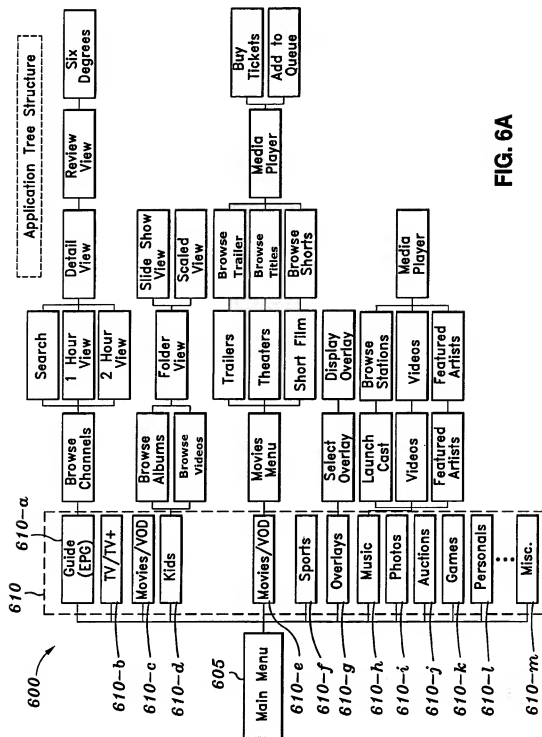 Application Tree Structure
600
610
610-a
Guide
(EPG)
Browse
Channels
Search
1 Hour
View
2 Hour
View
Detail
View
Review
View
Six
Degrees
610-b
TV/TV+
610-c
Movies/VOD
610-d
Kids
Browse
Albums
Browse
Videos
Folder
View
Slide Show
View
Scaled
View
Main Menu
605
610-e
Movies/VOD
Movies
Menu
Trailers
Theaters
Short Film
Browse
Trailer
Browse
Titles
Browse
Shorts
Media
Player
Buy
Tickets
Add to
Queue
610-f
Sports
610-g
Overlays
Select
Overlay
Display
Overlay
610-h
Music
Launch
Cast
Videos
Featured
Artists
Browse
Stations
Videos
Featured
Artists
Media
Player
610-i
Photos
610-j
Auctions
610-k
Games
610-l
Personals
610-m
Misc.
FIG. 6A